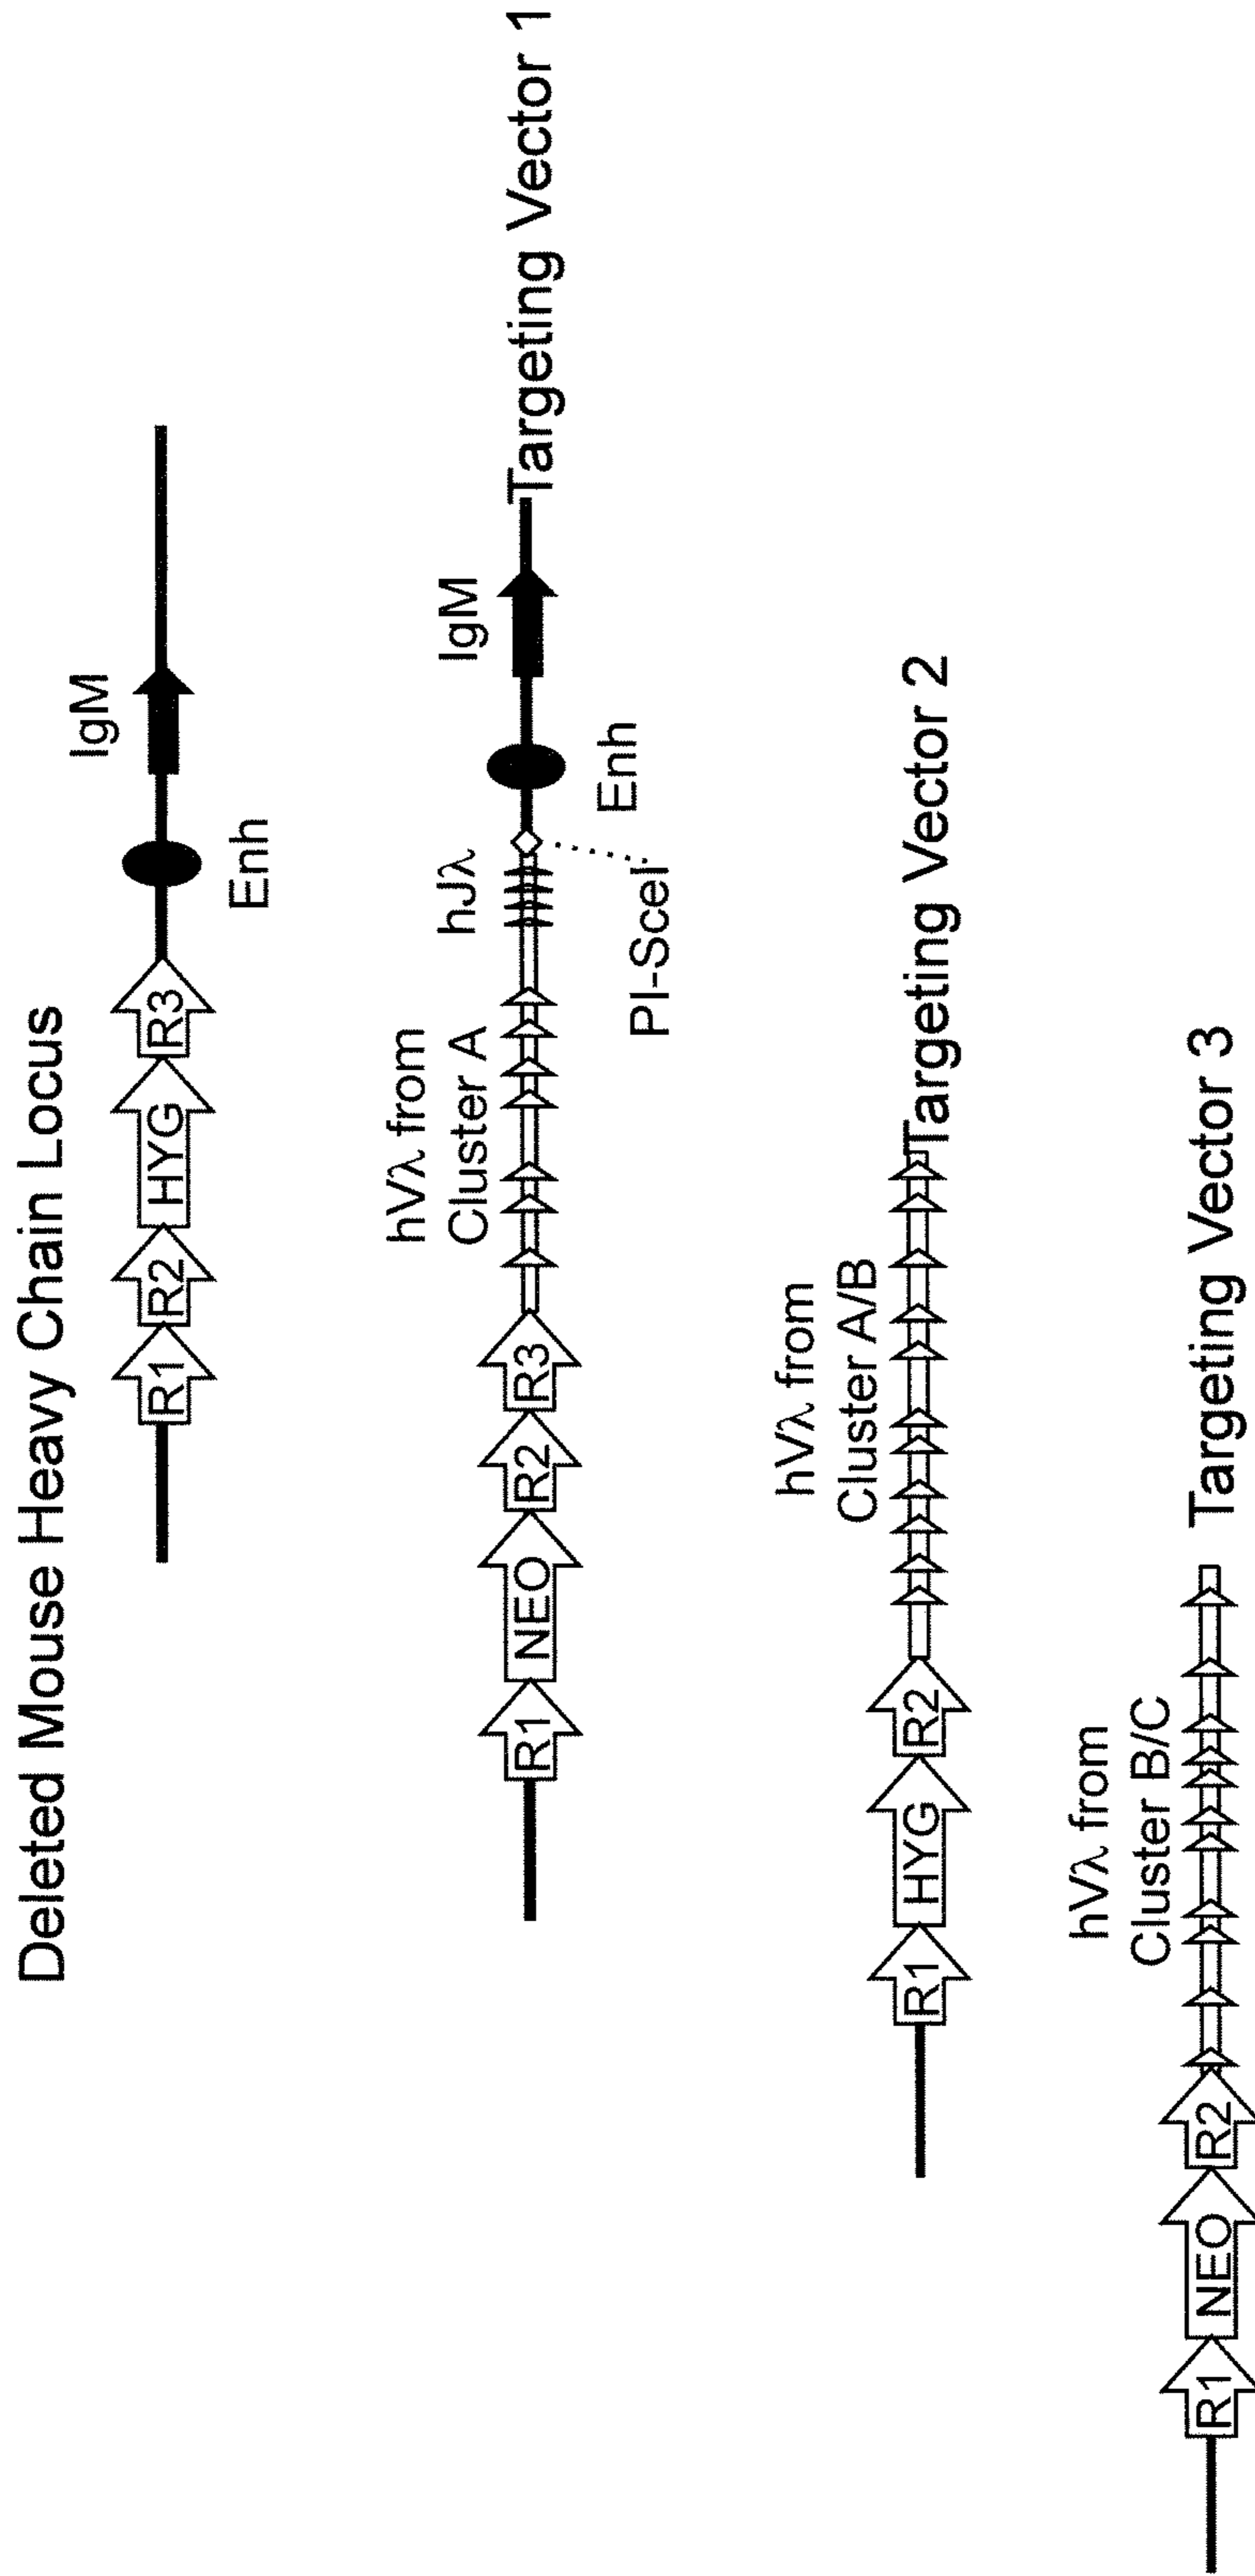 Deleted Mouse Heavy Chain Locus
R1
R2
HYG
R3
Enh
IgM
hVλ from
Cluster A
hJλ
IgM
R1
NEO
R2
R3
PI-SceI
Enh
Targeting Vector 1
hVλ from
Cluster A/B
R1
HYG
R2
Targeting Vector 2
hVλ from
Cluster B/C
R1
NEO
R2
Targeting Vector 3